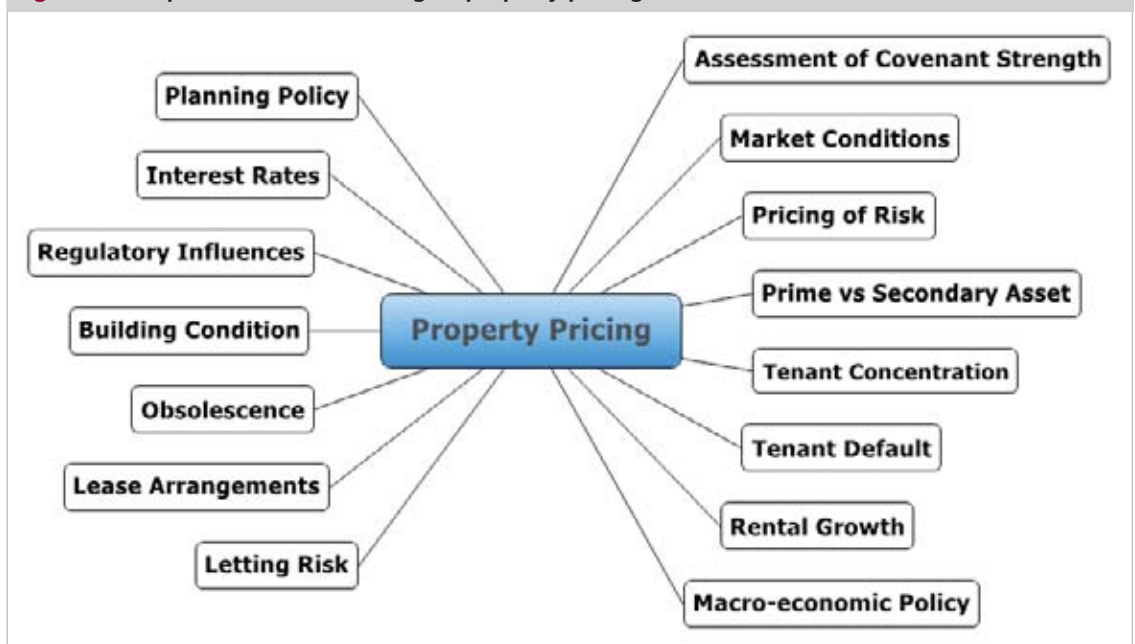 Planning Policy
Interest Rates
Regulatory Influences
Building Condition
Obsolescence
Lease Arrangements
Letting Risk
Property Pricing
Assessment of Covenant Strength
Market Conditions
Pricing of Risk
Prime vs Secondary Asset
Tenant Concentration
Tenant Default
Rental Growth
Macro-economic Policy